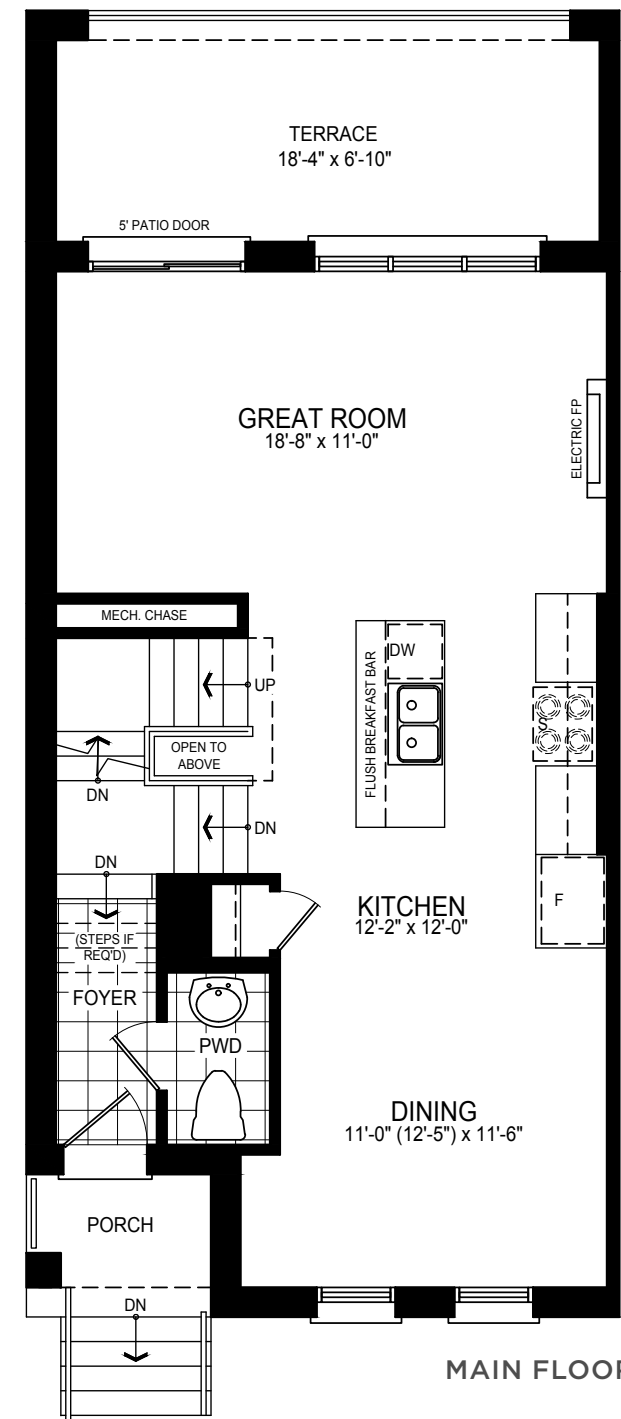 TERRACE
18'-4" x 6'-10"
5' PATIO DOOR
GREAT ROOM
18'-8" x 11'-0"
ELECTRIC FP
MECH. CHASE
UP
DW
FLUSH BREAKFAST BAR
S
OPEN TO
ABOVE
DN
DN
DN
F
KITCHEN
12'-2" x 12'-0"
(STEPS IF
REQ'D)
FOYER
PWD
DINING
11'-0" (12'-5") x 11'-6"
PORCH
DN
MAIN FLOOR